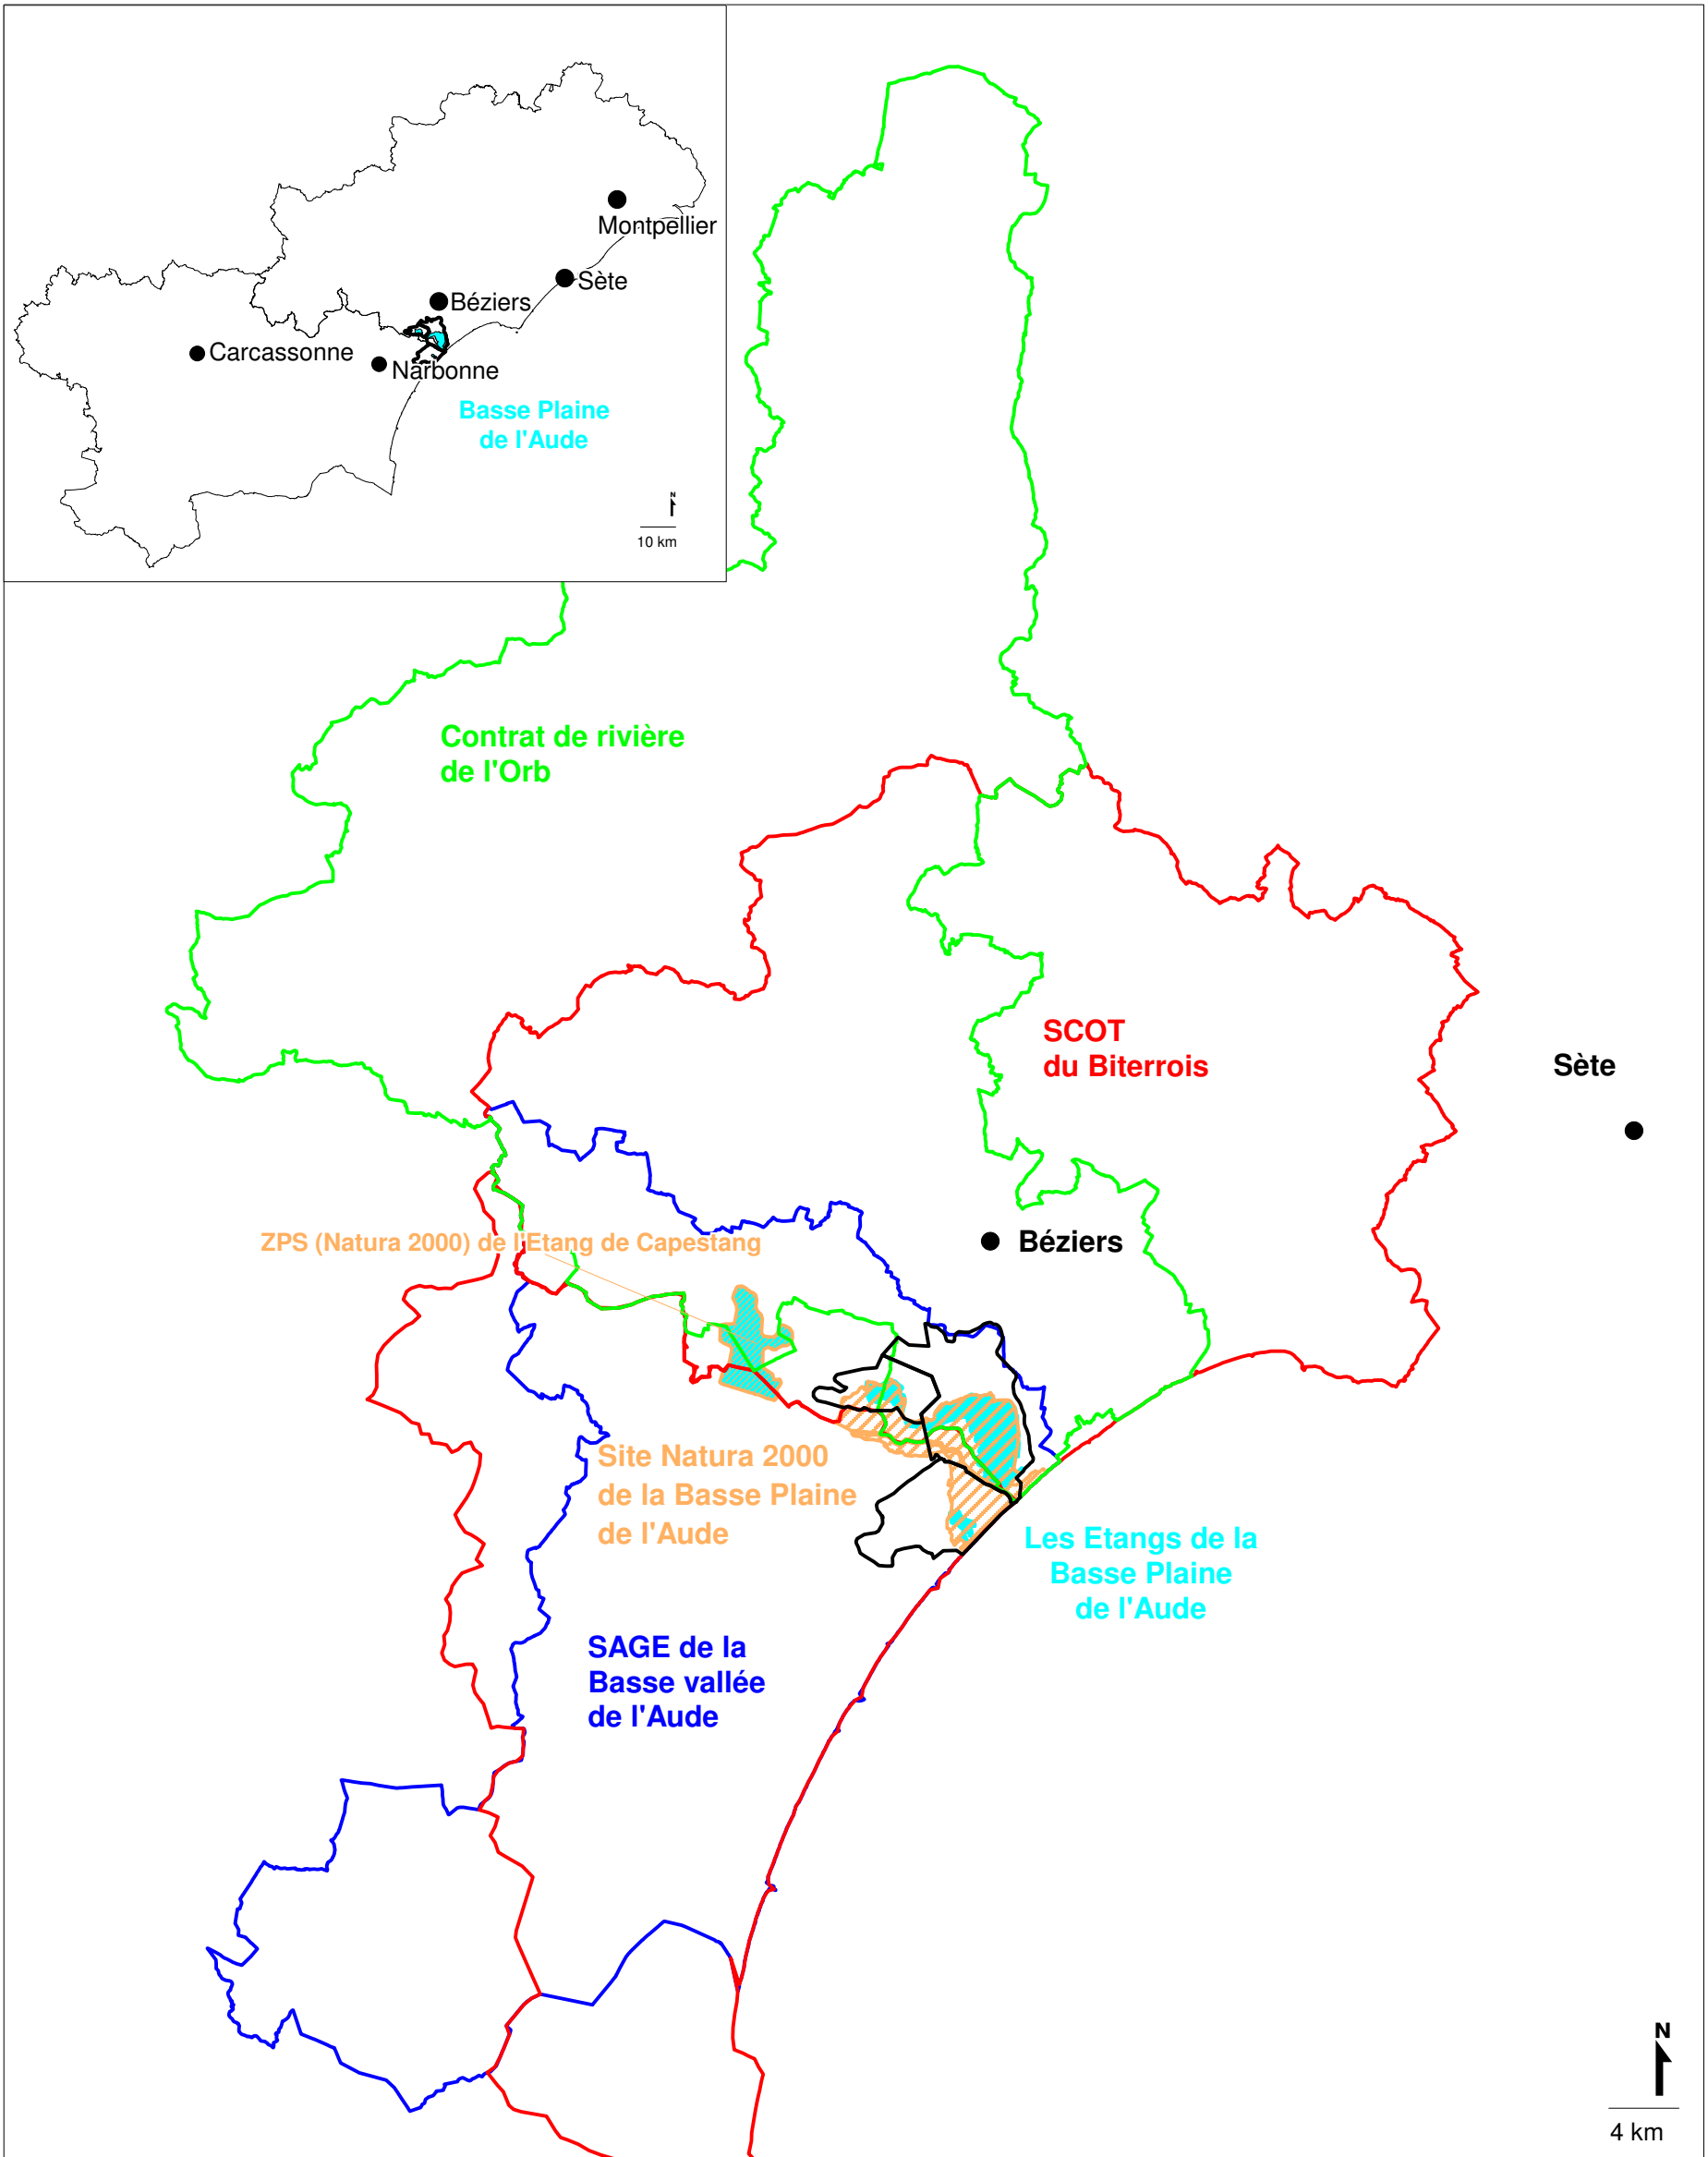 Montpellier
Sète
Béziers
Carcassonne
Narbonne
Basse Plaine
de l'Aude
N
10 km
Contrat de rivière
de l'Orb
SCOT
du Biterrois
Sète
ZPS (Natura 2000) de l'Etang de Capestang
Béziers
Site Natura 2000
de la Basse Plaine
de l'Aude
Les Etangs de la
Basse Plaine
de l'Aude
SAGE de la
Basse vallée
de l'Aude
N
4 km